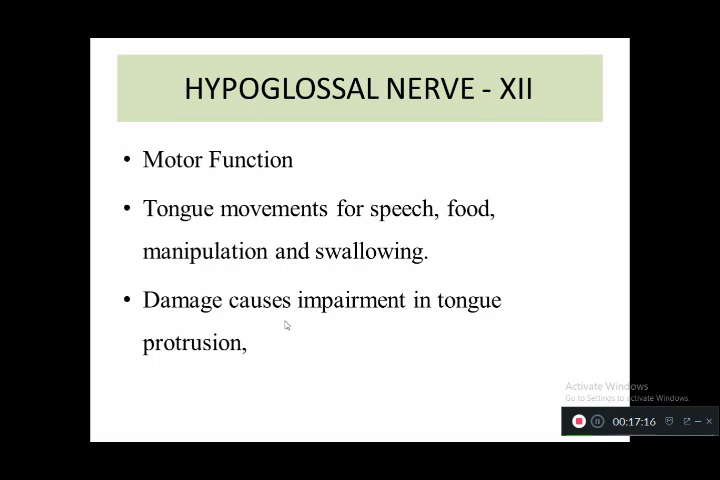 HYPOGLOSSAL NERVE - XII
• Motor Function
• Tongue movements for speech, food,
manipulation and swallowing.
• Damage causes impairment in tongue
protrusion,
Activate Windows
Go to Settings to activate Windows.
00:17:16